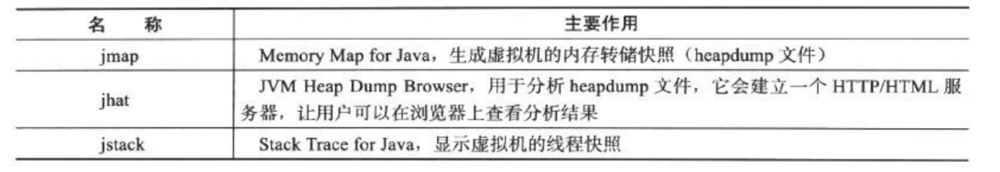 名 称 主要作用
jmap Memory Map for Java，生成虚拟机的内存转储快照（heapdump 文件）
JVM Heap Dump Browser，用于分析 heapdump 文件，它会建立一个 HTTP/HTML 服
jhat
务器，让用户可以在浏览器上查看分析结果
jstack Stack Trace for Java，显示虚拟机的线程快照